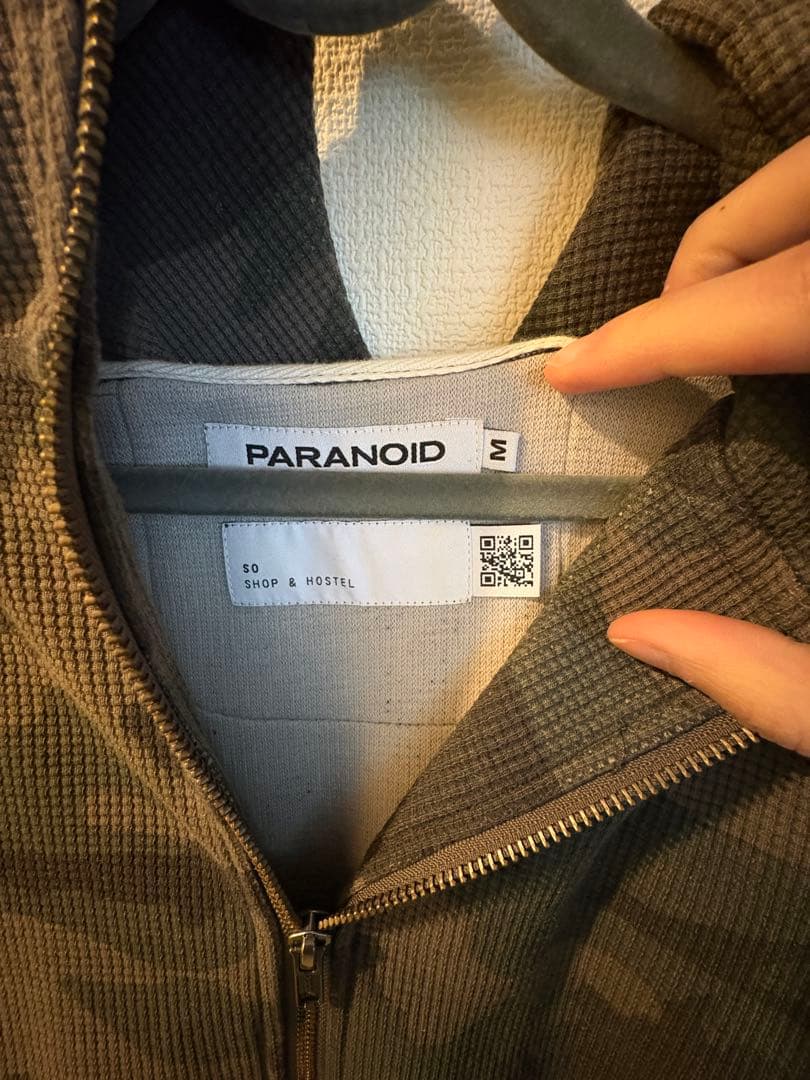 PARANOID
M
SO
SHOP & HOSTEL